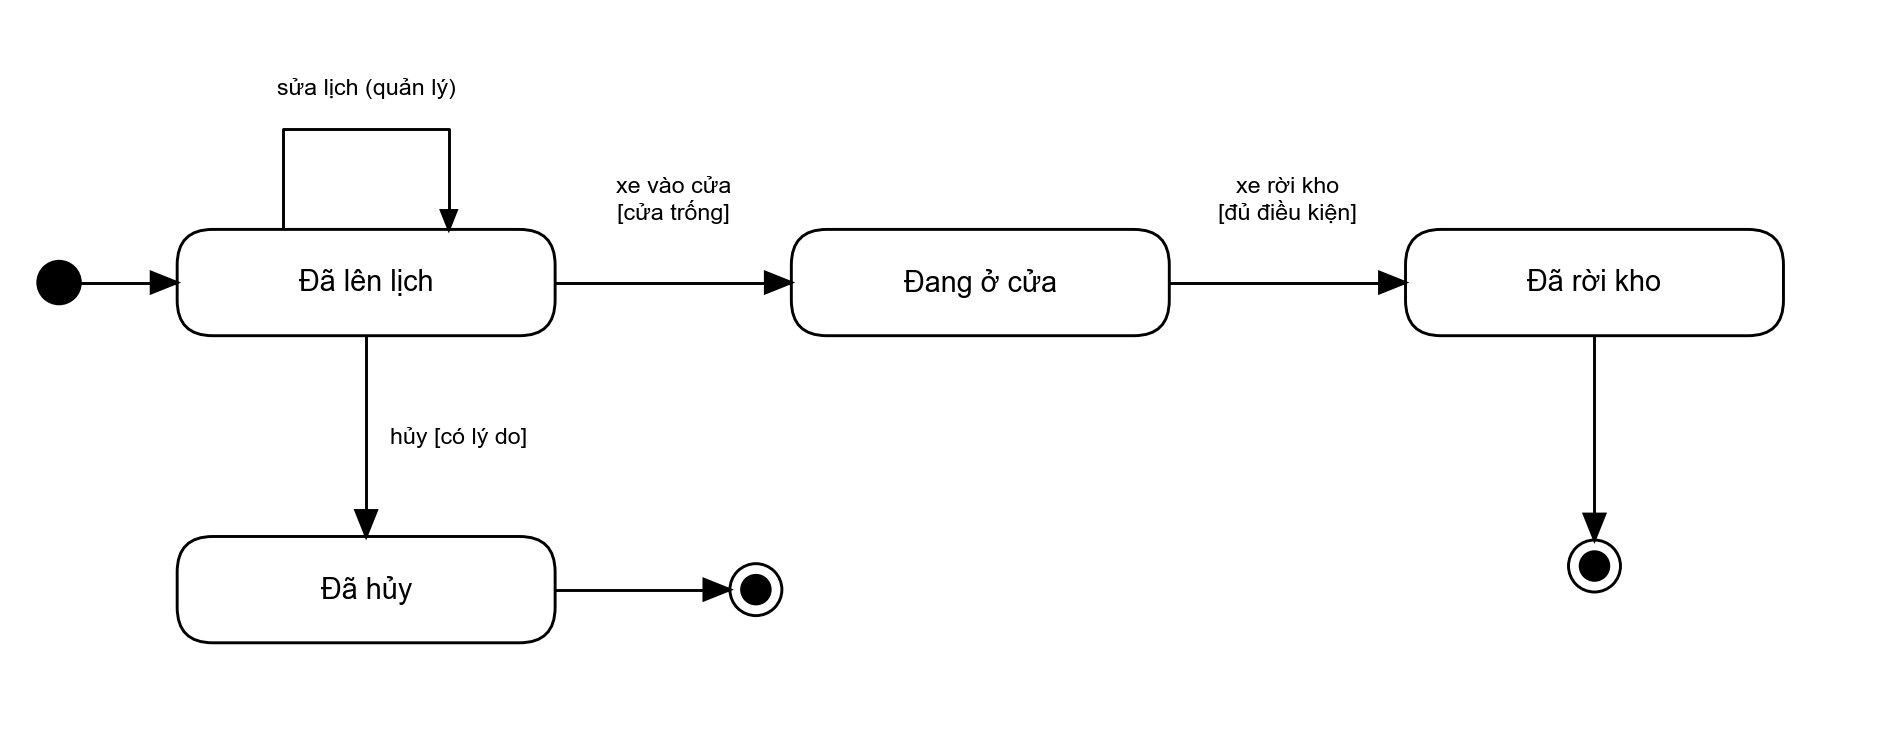 sửa lịch (quản lý)
xe vào cửa
[cửa trống]
xe rời kho
[đủ điều kiện]
Đã lên lịch
Đang ở cửa
Đã rời kho
hủy [có lý do]
Đã hủy